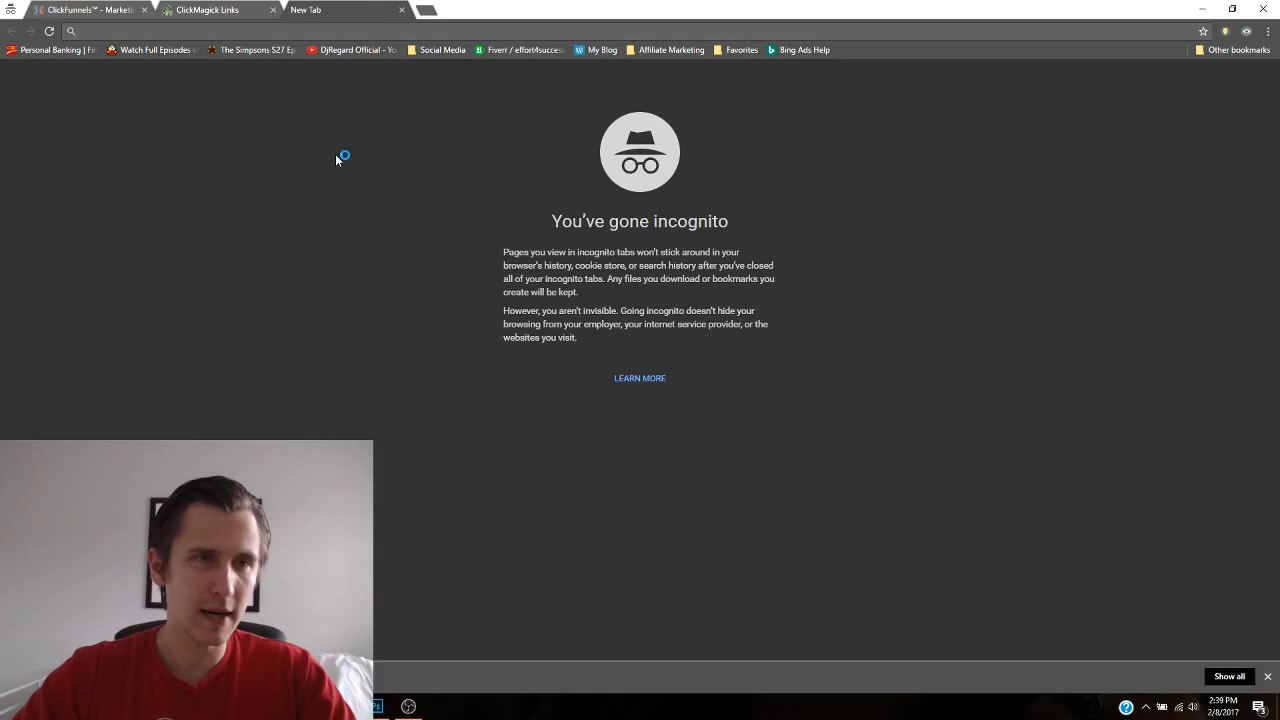 ClickFunnels™ - Marketi
ClickMagick Links
New Tab
Personal Banking | Fi
Watch Full Episodes o
The Simpsons S27 Ep
DjRegard Official - Yo
Social Media
Fiverr / effort4success
My Blog
Affiliate Marketing
Favorites
Bing Ads Help
Other bookmarks
You've gone incognito
Pages you view in incognito tabs won't stick around in your
browser's history, cookie store, or search history after you've closed
all of your incognito tabs. Any files you download or bookmarks you
create will be kept.
However, you aren't invisible. Going incognito doesn't hide your
browsing from your employer, your internet service provider, or the
websites you visit.
LEARN MORE
Show all
Ps
2:39 PM
2/8/2017